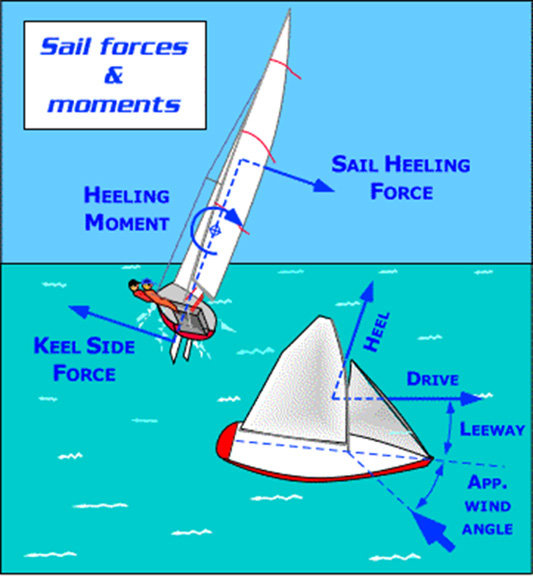 Sail forces
&
moments
SAIL HEELING
FORCE
HEELING
MOMENT
KEEL SIDE
FORCE
HEEL
DRIVE
LEEWAY
APP.
WIND
ANGLE